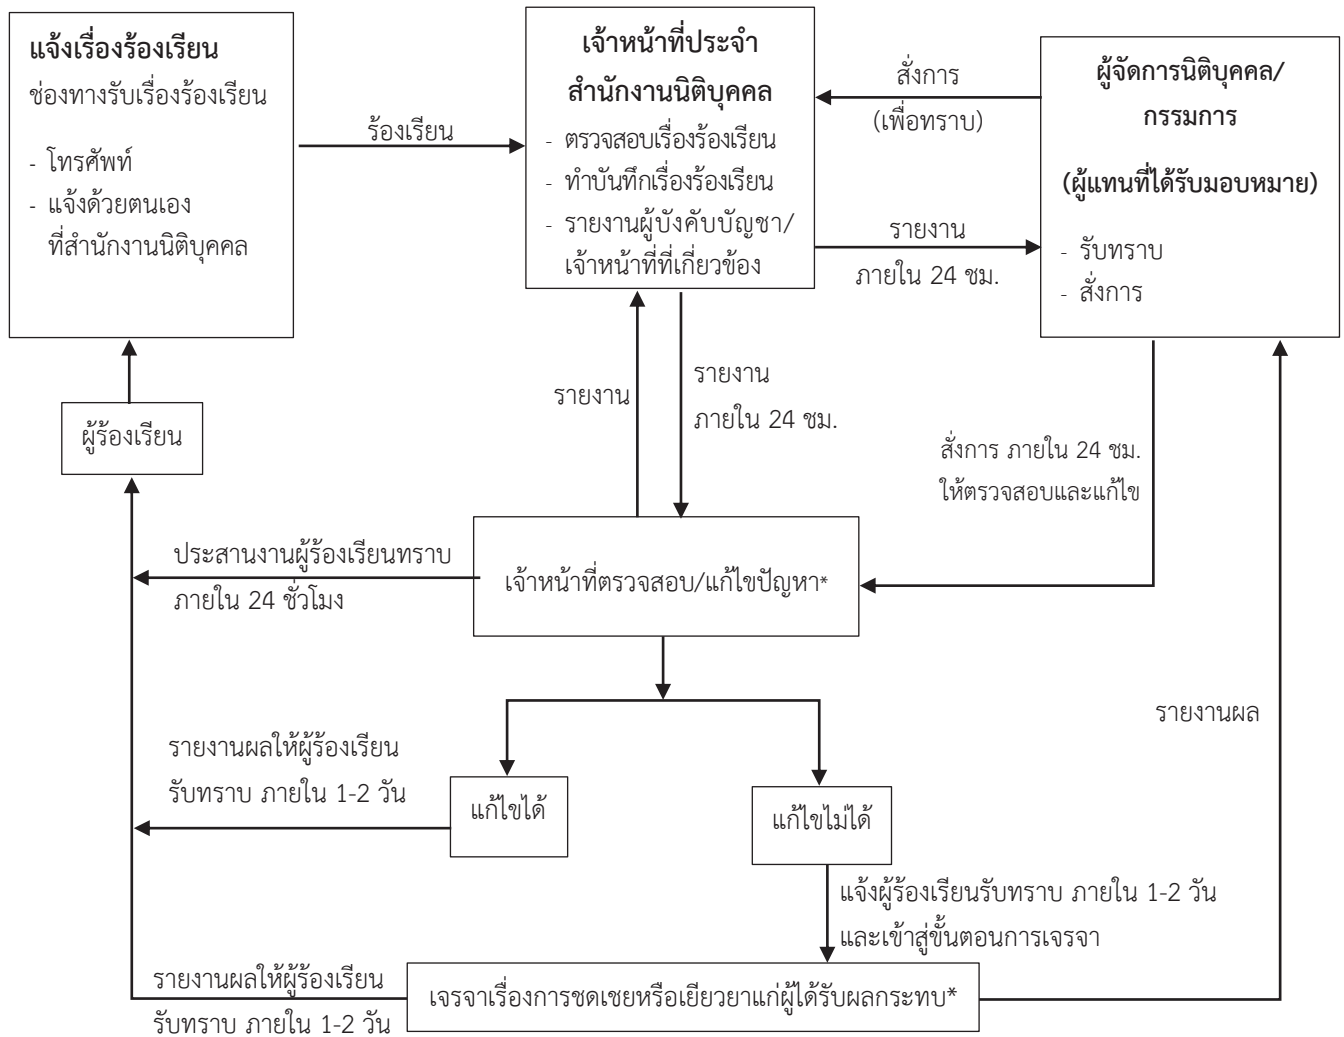 แจ้งเรื่องร้องเรียน
ช่องทางรับเรื่องร้องเรียน
- โทรศัพท์
- แจ้งด้วยตนเอง
ที่สำนักงานนิติบุคคล
ร้องเรียน
เจ้าหน้าที่ประจำ
สำนักงานนิติบุคคล
- ตรวจสอบเรื่องร้องเรียน
- ทำบันทึกเรื่องร้องเรียน
- รายงานผู้บังคับบัญชา/
เจ้าหน้าที่ที่เกี่ยวข้อง
สั่งการ
(เพื่อทราบ)
รายงาน
ภายใน 24 ชม.
ผู้จัดการนิติบุคคล/
กรรมการ
(ผู้แทนที่ได้รับมอบหมาย)
- รับทราบ
- สั่งการ
ผู้ร้องเรียน
รายงาน
รายงาน
ภายใน 24 ชม.
สั่งการ ภายใน 24 ชม.
ให้ตรวจสอบและแก้ไข
ประสานงานผู้ร้องเรียนทราบ
ภายใน 24 ชั่วโมง
เจ้าหน้าที่ตรวจสอบ/แก้ไขปัญหา*
รายงานผล
รายงานผลให้ผู้ร้องเรียน
รับทราบ ภายใน 1-2 วัน
แก้ไขได้
แก้ไขไม่ได้
แจ้งผู้ร้องเรียนรับทราบ ภายใน 1-2 วัน
และเข้าสู่ขั้นตอนการเจรจา
รายงานผลให้ผู้ร้องเรียน
รับทราบ ภายใน 1-2 วัน
เจรจาเรื่องการชดเชยหรือเยียวยาแก่ผู้ได้รับผลกระทบ*